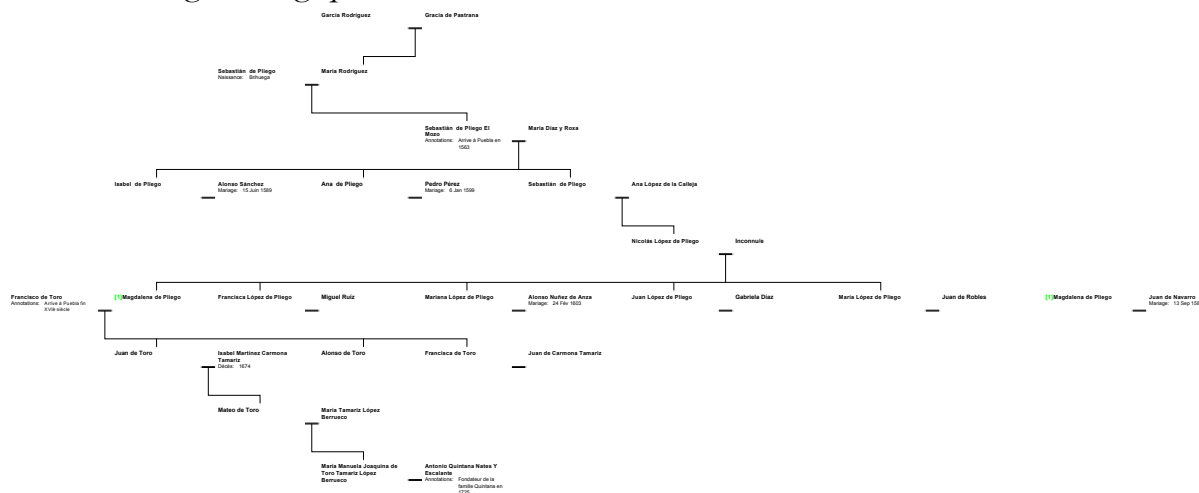 García Rodríguez Gracia de Pastrana
Sebastián de Pliego María Rodríguez
Naissance: Brihuega
Sebastián de Pliego El María Díaz y Roxa
Mozo
Annotations: Arrive à Puebla en
1563
Isabel de Pliego Alonso Sánchez Ana de Pliego Pedro Pérez Sebastián de Pliego Ana López de la Calleja
Mariage: 15 Juin 1589 Mariage: 6 Jan 1599
Nicolás López de Pliego Inconnu/e
Francisco de Toro [1]Magdalena de Pliego Francisca López de Pliego Miguel Ruíz Mariana López de Pliego Alonso Nuñez de Anza Juan López de Pliego Gabriela Díaz María López de Pliego Juan de Robles [1]Magdalena de Pliego Juan de Navarro
Annotations: Arrive à Puebla fin Mariage: 24 Fév 1603 Mariage: 13 Sep
XVIè siècle
Juan de Toro Isabel Martínez Carmona Alonso de Toro Francisca de Toro Juan de Carmona Tamariz
Tamariz
Décès: 1674
Mateo de Toro María Tamariz López
Berrueco
María Manuela Joaquina de Antonio Quintana Nates Y
Toro Tamariz López Escalante
Berrueco Annotations: Fondateur de la
famille Quintana en
1725